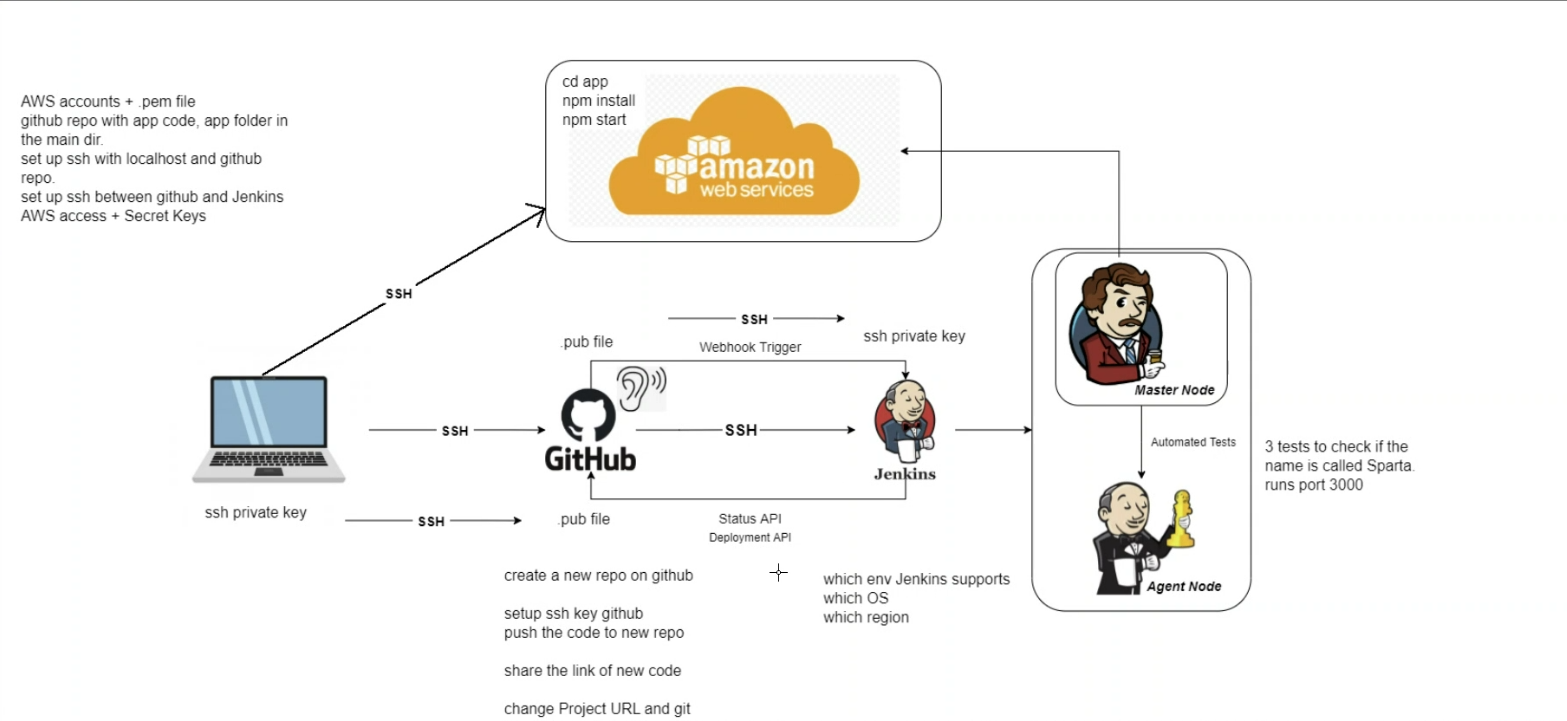 AWS accounts + .pem file
github repo with app code, app folder in
the main dir.
set up ssh with localhost and github
repo.
set up ssh between github and Jenkins
AWS access + Secret Keys
cd app
npm install
npm start
amazon
web services
SSH
SSH
.pub file
Webhook Trigger
ssh private key
Master Node
SSH
GitHub
SSH
Jenkins
Automated Tests
3 tests to check if the
name is called Sparta.
runs port 3000
ssh private key
SSH
.pub file
Status API
Deployment API
Agent Node
create a new repo on github
setup ssh key github
push the code to new repo
share the link of new code
change Project URL and git
which env Jenkins supports
which OS
which region